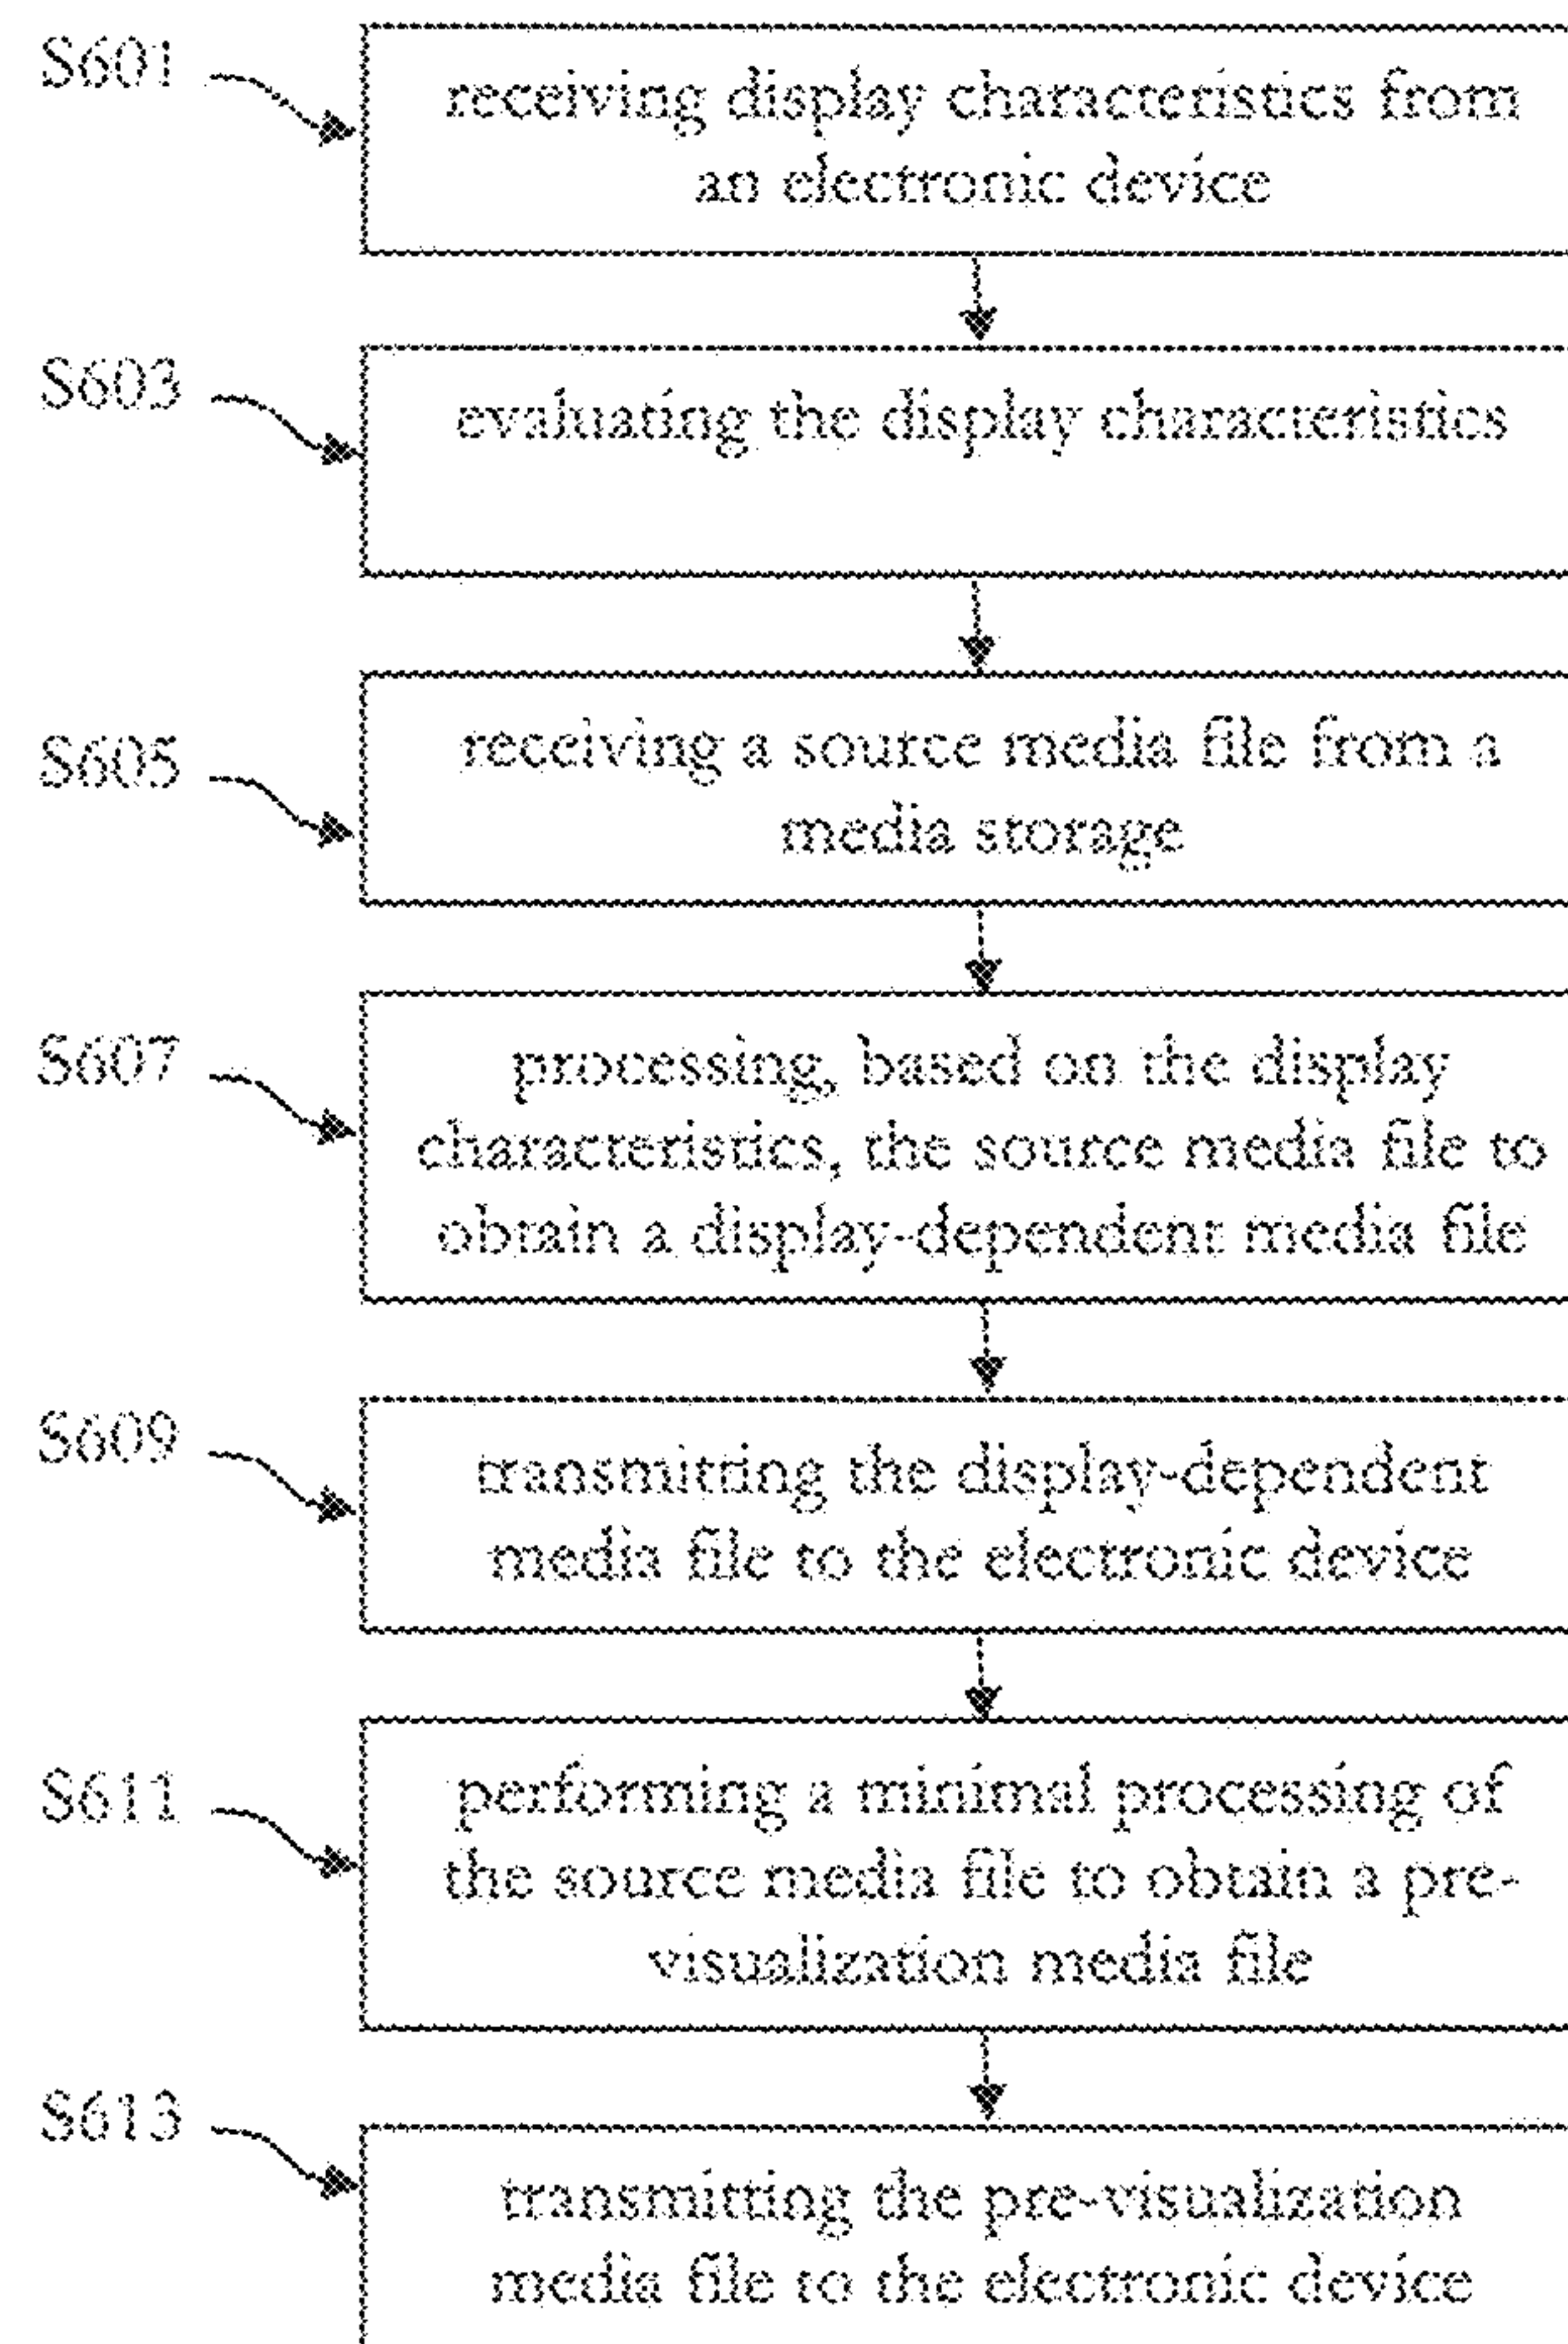 S601
receiving display characteristics from
an electronic device
S603
evaluating the display characteristics
S605
receiving a source media file from a
media storage
S607
processing, based on the display
characteristics, the source media file to
obtain a display-dependent media file
S609
transmitting the display-dependent
media file to the electronic device
S611
performing a minimal processing of
the source media file to obtain a pre-
visualization media file
S613
transmitting the pre-visualization
media file to the electronic device